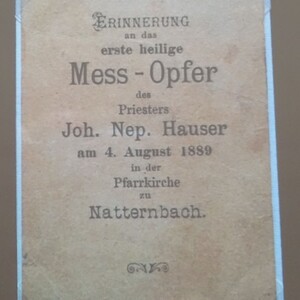 ERINNERUNG
an das
erste heilige
Mess-Opfer
des
Priesters
Joh. Nep. Hauser
am 4. August 1889
in der
Pfarrkirche
zu
Natternbach.